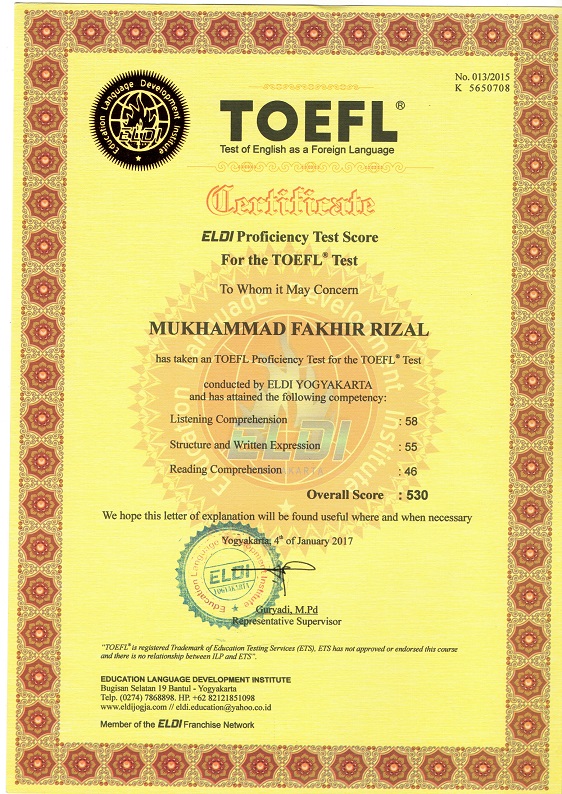 No. 013/2015
K 5650708
Education Language Development Institute
ELDI
TOEFL®
Test of English as a Foreign Language
Certificate
ELDI Proficiency Test Score
For the TOEFL® Test
To Whom it May Concern
MUKHAMMAD FAKHIR RIZAL
has taken an TOEFL Proficiency Test for the TOEFL® Test
conducted by ELDI YOGYAKARTA
and has attained the following competency:
Listening Comprehension : 58
Structure and Written Expression : 55
Reading Comprehension : 46
Overall Score : 530
We hope this letter of explanation will be found useful where and when necessary
Yogyakarta, 4th of January 2017
Education Language Development Institute
ELDI
YOGYAKARTA
Guryadi, M.Pd
Representative Supervisor
"TOEFL® is registered Trademark of Education Testing Services (ETS), ETS has not approved or endorsed this course
and there is no relationship between ILP and ETS".
EDUCATION LANGUAGE DEVELOPMENT INSTITUTE
Bugisan Selatan 19 Bantul - Yogyakarta
Telp. (0274) 7868898. HP. +62 82121851098
www.eldijogja.com // eldi.education@yahoo.co.id
Member of the ELDI Franchise Network